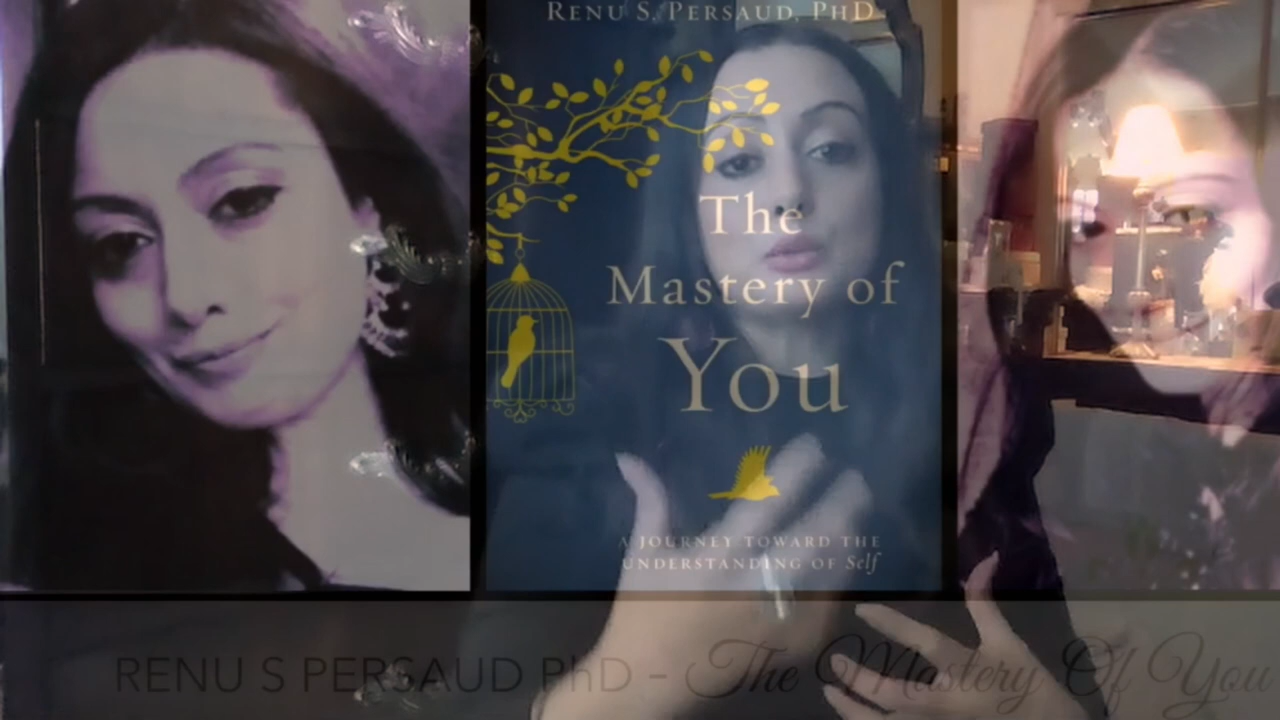 RENU S. PERSAUD, PHD
The
Mastery of
You
A JOURNEY TOWARD THE
UNDERSTANDING OF Self
RENU S PERSAUD PhD – The Mastery Of You